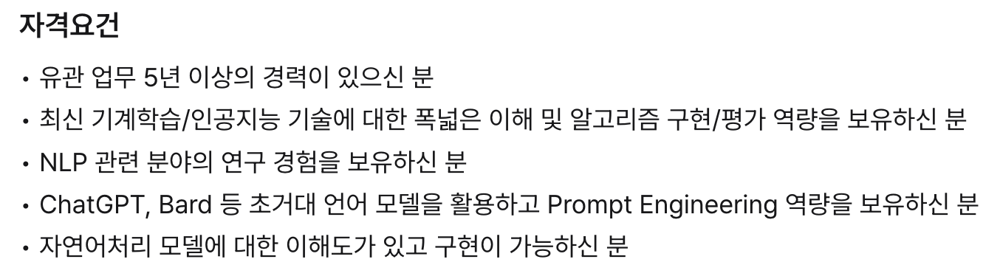 자격요건
• 유관 업무 5년 이상의 경력이 있으신 분
• 최신 기계학습/인공지능 기술에 대한 폭넓은 이해 및 알고리즘 구현/평가 역량을 보유하신 분
• NLP 관련 분야의 연구 경험을 보유하신 분
• ChatGPT, Bard 등 초거대 언어 모델을 활용하고 Prompt Engineering 역량을 보유하신 분
• 자연어처리 모델에 대한 이해도가 있고 구현이 가능하신 분